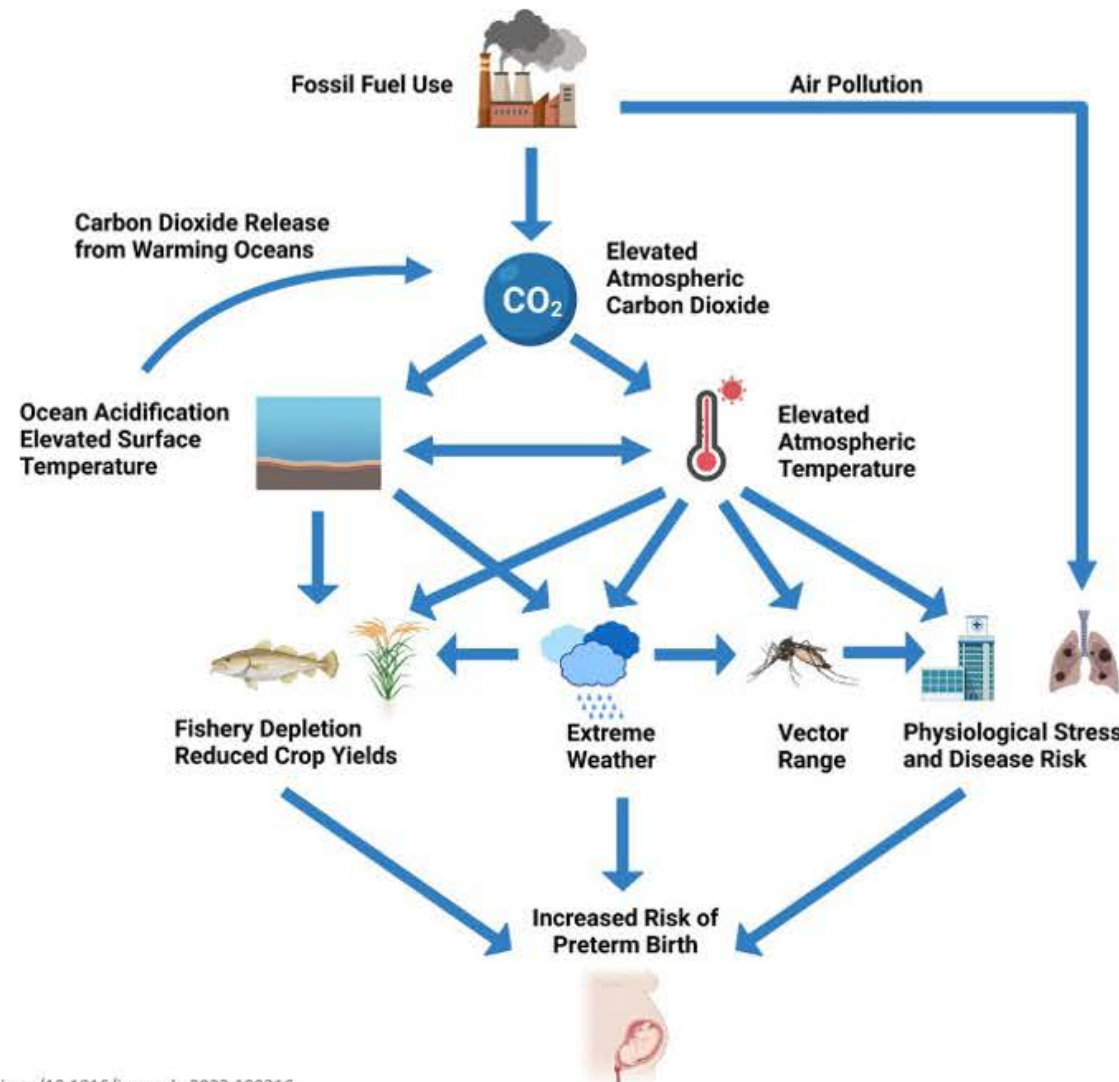 Fossil Fuel Use
Air Pollution
Carbon Dioxide Release
from Warming Oceans
Elevated
Atmospheric
Carbon Dioxide
CO₂
Ocean Acidification
Elevated Surface
Temperature
Elevated
Atmospheric
Temperature
Fishery Depletion
Reduced Crop Yields
Extreme
Weather
Vector
Range
Physiological Stress
and Disease Risk
Increased Risk of
Preterm Birth